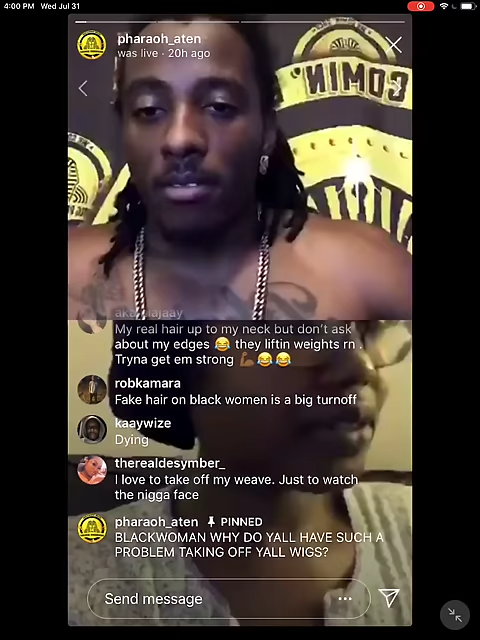 4:00 PM Wed Jul 31
pharaoh_aten
was live · 20h ago
COMIN'
My real hair up to my neck but don't ask
about my edges 😂 they liftin weights rn .
Tryna get em strong 💪🏾😂😂
robkamara
Fake hair on black women is a big turnoff
kaaywize
Dying
therealdesymber_
I love to take off my weave. Just to watch
the nigga face
pharaoh_aten PINNED
BLACKWOMAN WHY DO YALL HAVE SUCH A
PROBLEM TAKING OFF YALL WIGS?
Send message